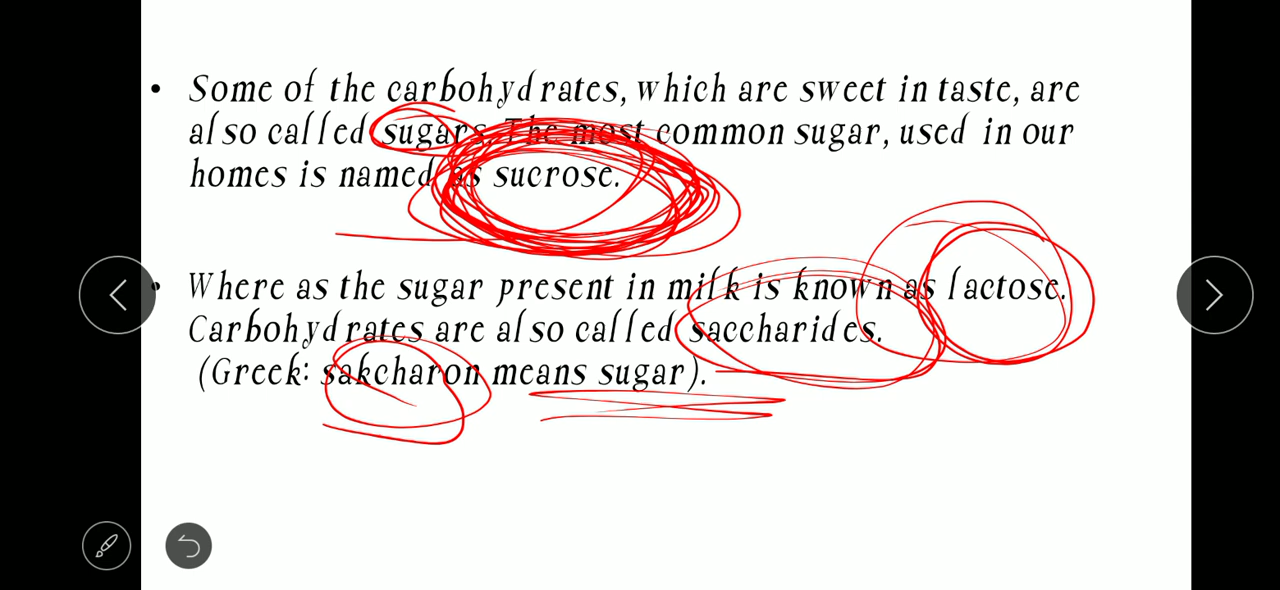 • Some of the carbohydrates, which are sweet in taste, are
also called sugars. The most common sugar, used in our
homes is named as sucrose.
• Where as the sugar present in milk is known as lactose.
Carbohydrates are also called saccharides.
(Greek: sakcharon means sugar).